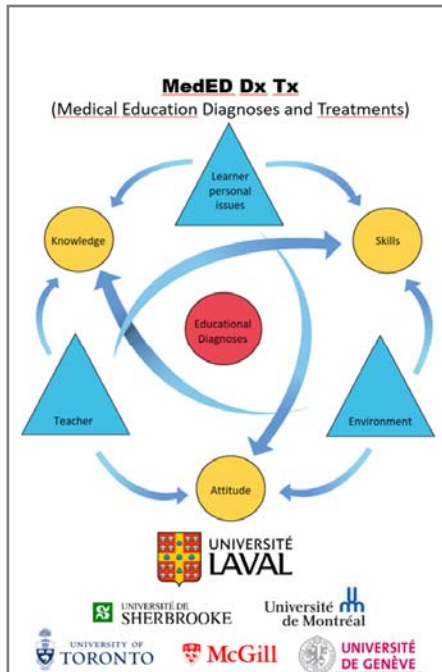 MedED Dx Tx
(Medical Education Diagnoses and Treatments)
Learner
personal
issues
Knowledge
Skills
Educational
Diagnoses
Teacher
Environment
Attitude
UNIVERSITÉ
LAVAL
UNIVERSITÉ DE
SHERBROOKE
Université
de Montréal
UNIVERSITY OF
TORONTO
McGill
UNIVERSITÉ
DE GENÈVE